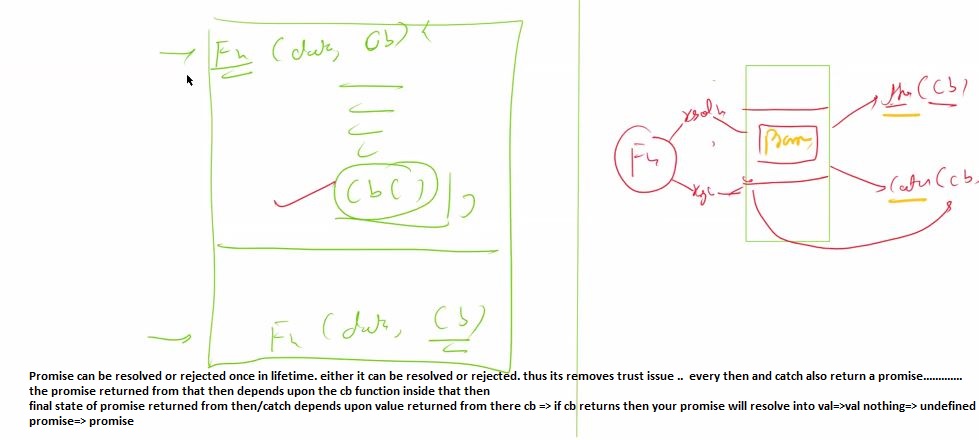 Fn (data, Cb) {
Cb()
}
Fn (data, Cb)
Fn
then (Cb)
Catch (Cb
Promise can be resolved or rejected once in lifetime. either it can be resolved or rejected. thus its removes trust issue .. every then and catch also return a promise.............
the promise returned from that then depends upon the cb function inside that then
final state of promise returned from then/catch depends upon value returned from there cb => if cb returns then your promise will resolve into val=>val nothing=> undefined
promise=> promise